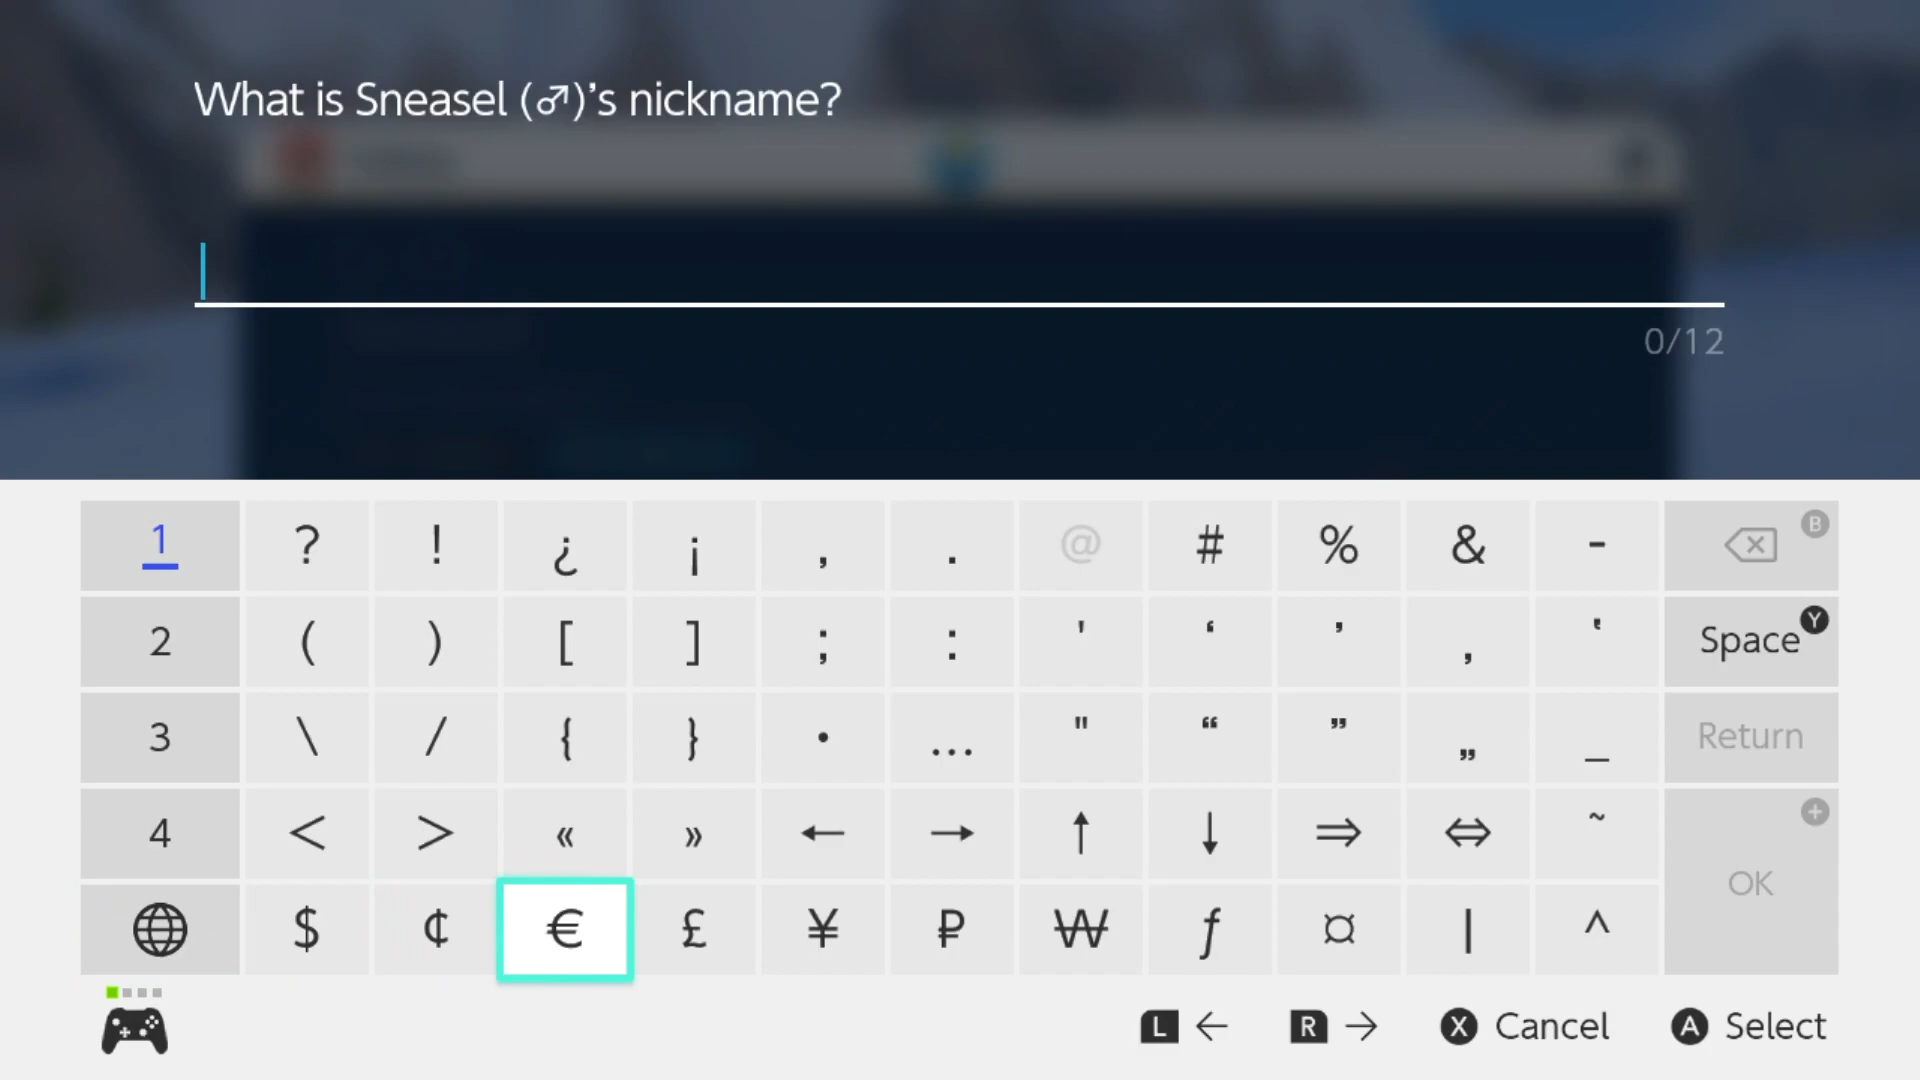 What is Sneasel (♂)’s nickname?
0/12
1 ? ! ¿ ¡ , . @ # % & - B
2 ( ) [ ] ; : ' ‘ ’ ‚ ‛ Space Y
3 \ / { } • … " “ ” „ _ Return
4 < > « » ← → ↑ ↓ ⇒ ⇔ ~ +
$ ¢ € £ ¥ ₽ ₩ ƒ ¤ | ^ OK
L ← R → X Cancel A Select